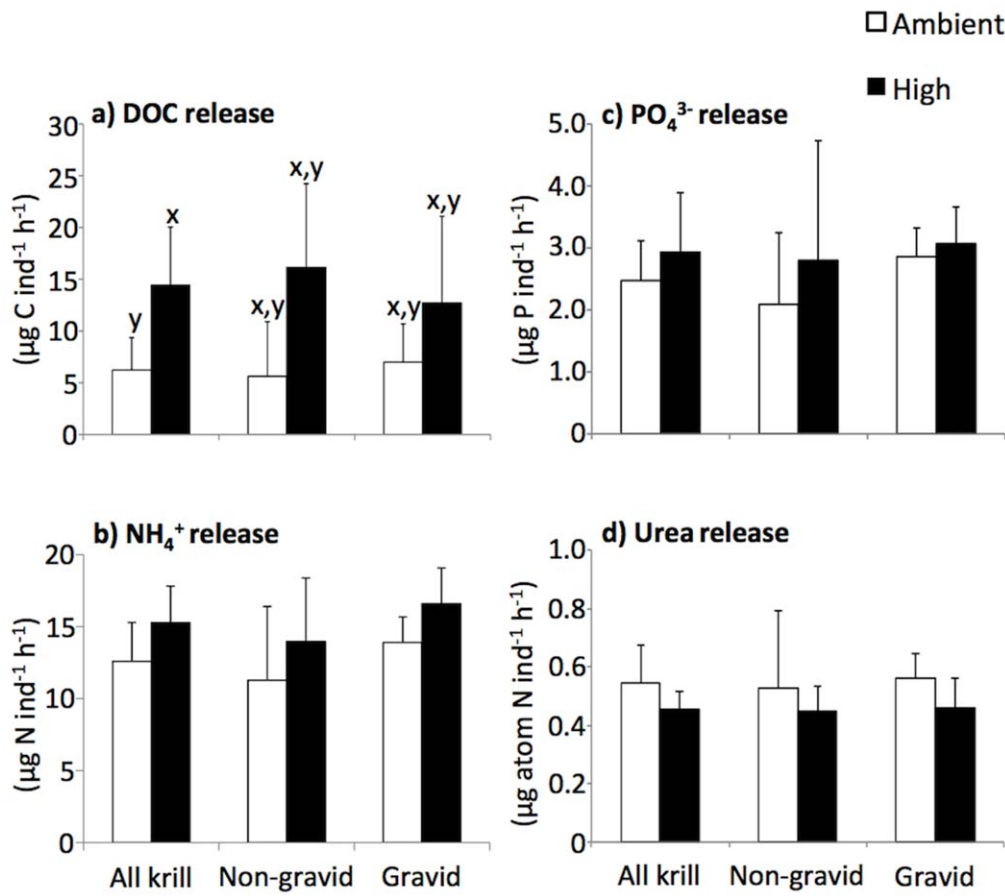 Ambient
High
a) DOC release
30
25
20
15
10
5
0
(µg C ind⁻¹ h⁻¹)
x
y
x,y
x,y
x,y
x,y
c) PO₄³⁻ release
5.0
4.0
3.0
2.0
1.0
0
(µg P ind⁻¹ h⁻¹)
b) NH₄⁺ release
20
15
10
5
0
(µg N ind⁻¹ h⁻¹)
All krill Non-gravid Gravid
d) Urea release
1.0
0.8
0.6
0.4
0.2
0
(µg atom N ind⁻¹ h⁻¹)
All krill Non-gravid Gravid